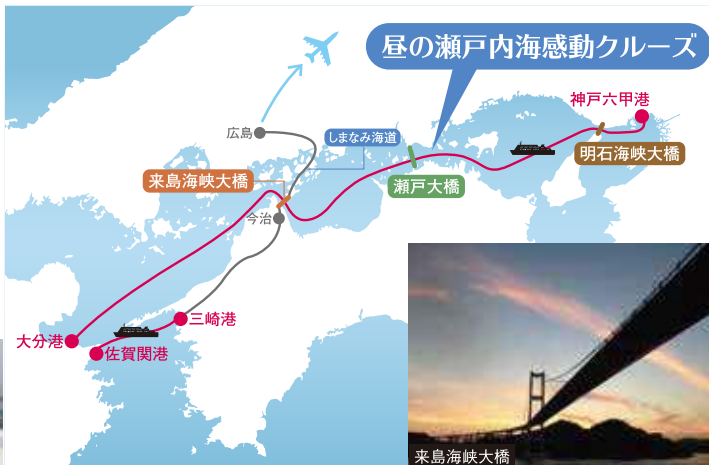 昼の瀬戸内海感動クルーズ
神戸六甲港
広島
しまなみ海道
明石海峡大橋
来島海峡大橋
瀬戸大橋
今治
三崎港
大分港
佐賀関港
来島海峡大橋